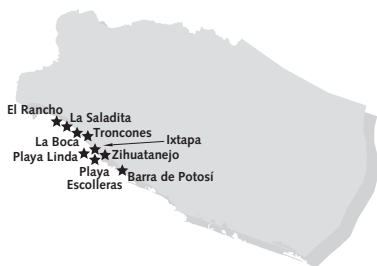 El Rancho
La Saladita
Troncones
La Boca
Ixtapa
Playa Linda
Zihuatanejo
Playa
Escolleras
Barra de Potosí